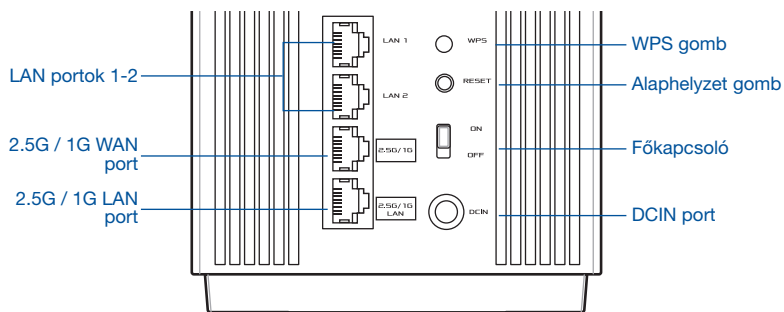 LAN portok 1-2
2.5G / 1G WAN
port
2.5G / 1G LAN
port
LAN 1
LAN 2
2.5G/1G
2.5G/1G
LAN
WPS
RESET
ON
OFF
DCIN
WPS gomb
Alaphelyzet gomb
Főkapcsoló
DCIN port